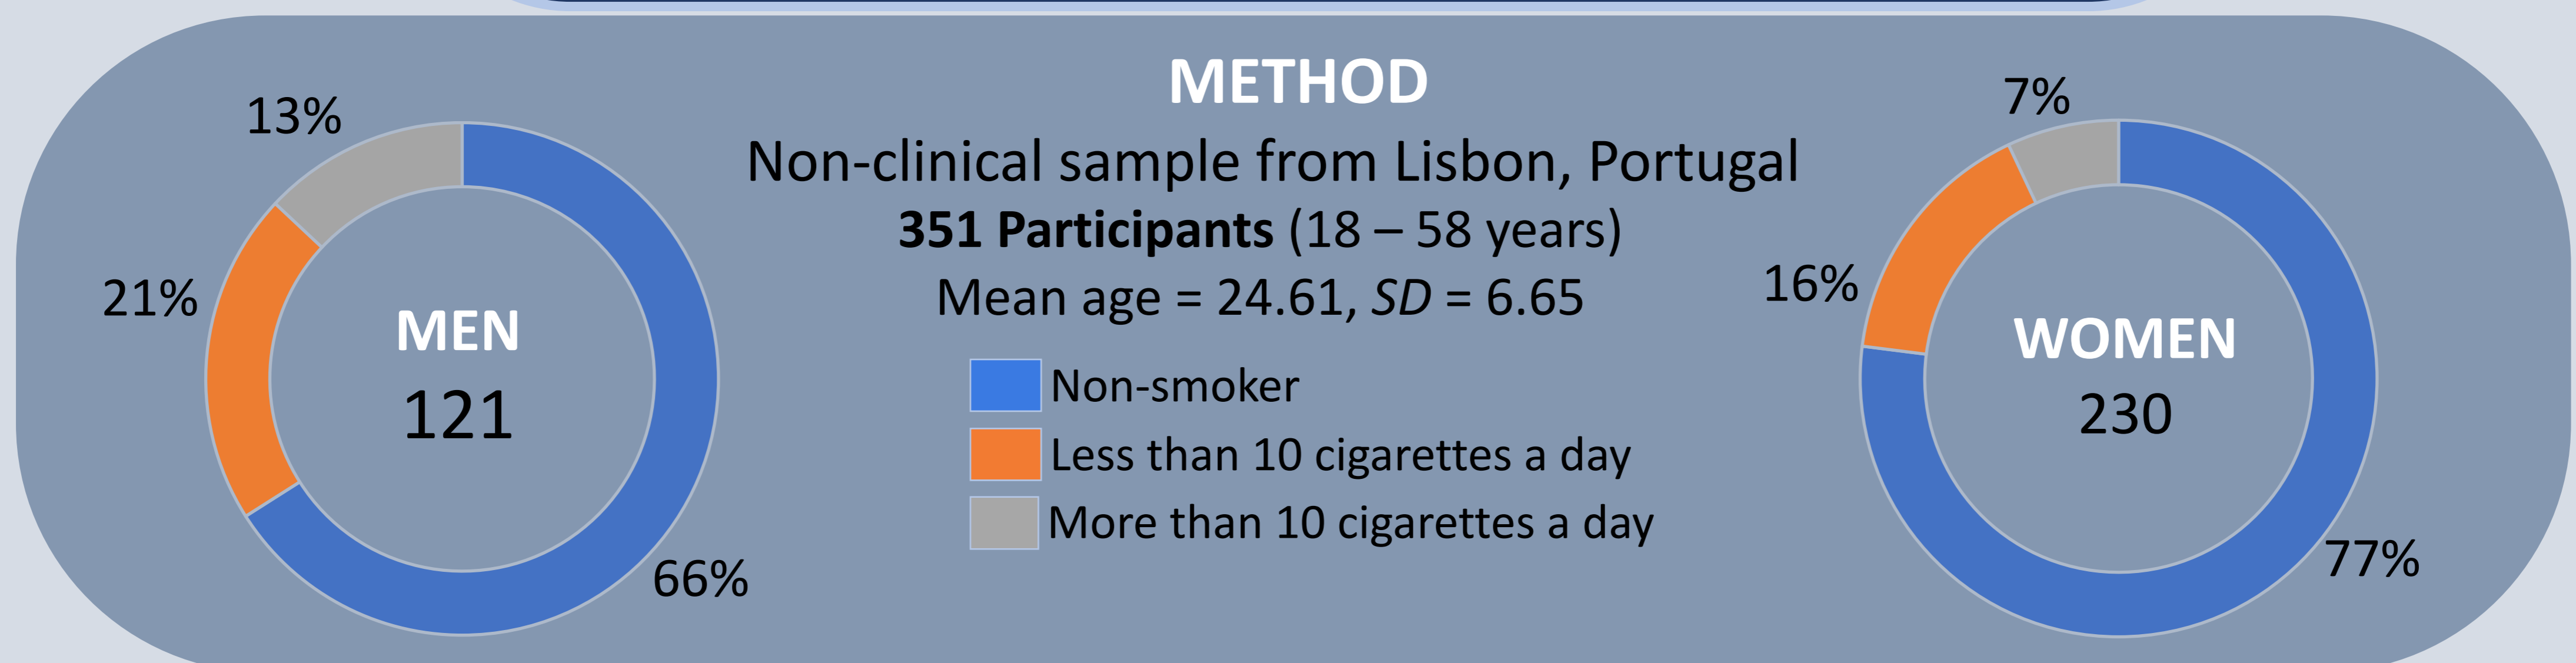 METHOD
Non-clinical sample from Lisbon, Portugal
351 Participants (18 – 58 years)
Mean age = 24.61, SD = 6.65
Non-smoker
Less than 10 cigarettes a day
More than 10 cigarettes a day
13%
21%
MEN
121
66%
7%
16%
WOMEN
230
77%